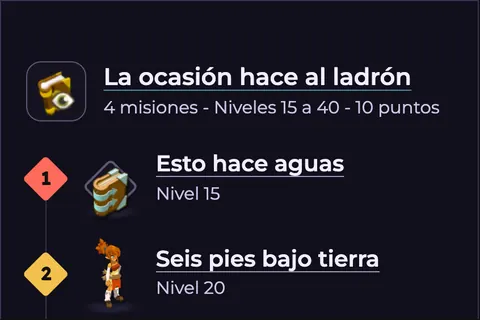 La ocasión hace al ladrón
4 misiones - Niveles 15 a 40 - 10 puntos
1
Esto hace aguas
Nivel 15
2
Seis pies bajo tierra
Nivel 20